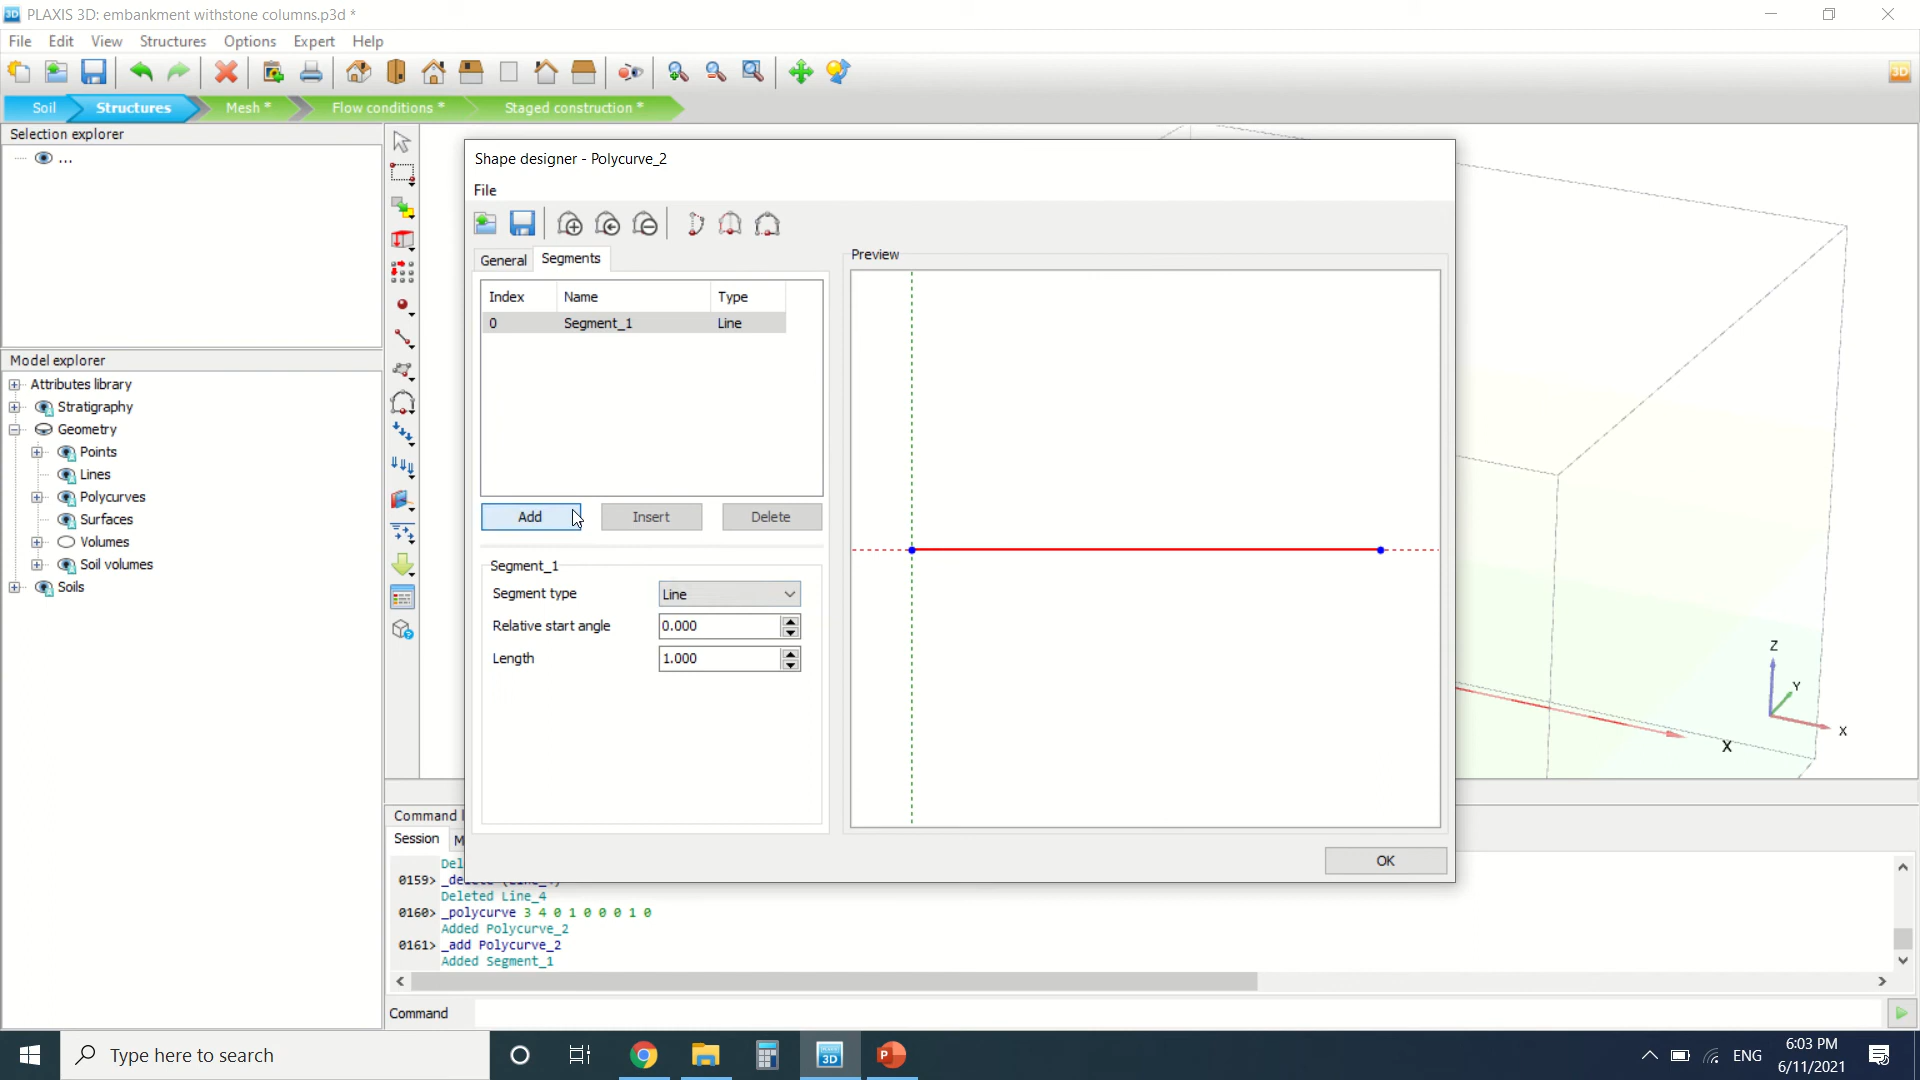 PLAXIS 3D: embankment withstone columns.p3d *
File Edit View Structures Options Expert Help
3D
Soil Structures Mesh * Flow conditions * Staged construction *
Selection explorer
...
Model explorer
Attributes library
Stratigraphy
Geometry
Points
Lines
Polycurves
Surfaces
Volumes
Soil volumes
Soils
Shape designer - Polycurve_2
File
General Segments
Index Name Type
0 Segment_1 Line
Add Insert Delete
Segment_1
Segment type Line
Relative start angle 0.000
Length 1.000
Preview
OK
Z
Y
X
X
Command
Session
0159>
Deleted Line_4
0160> _polycurve 3 4 0 1 0 0 0 1 0
Added Polycurve_2
0161> _add Polycurve_2
Added Segment_1
Command
Type here to search
3D
ENG
6:03 PM
6/11/2021